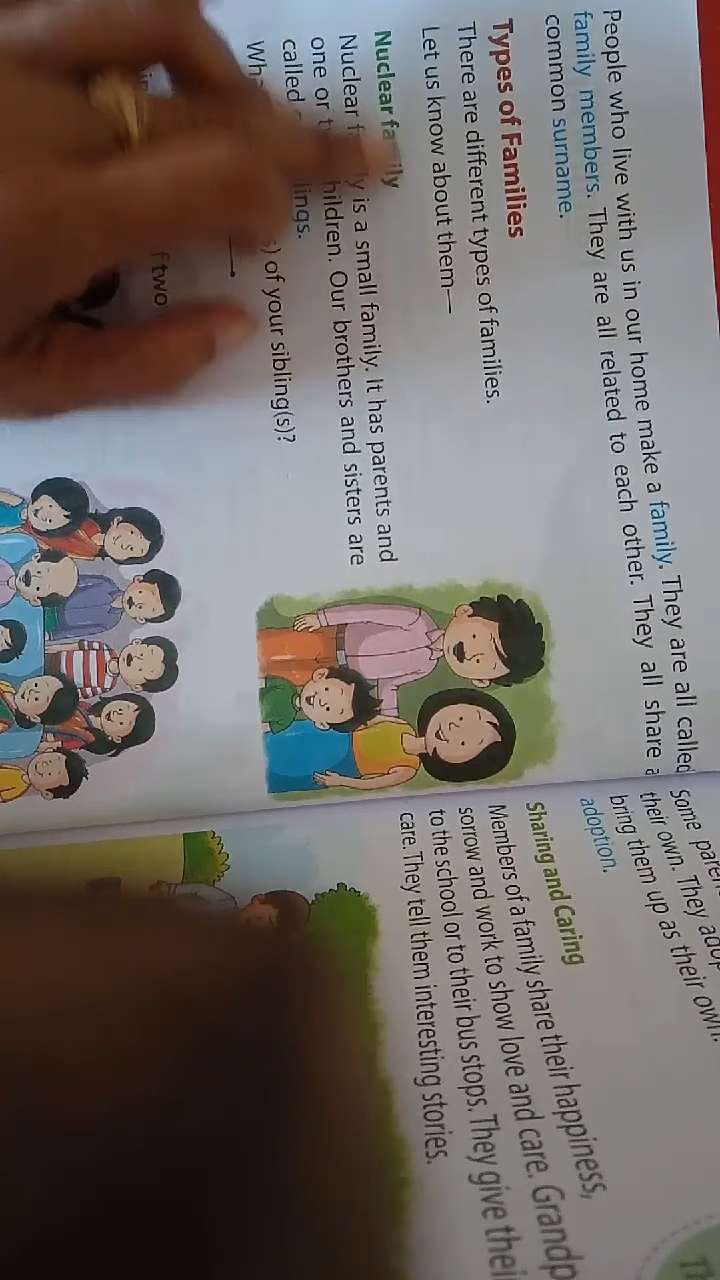 People who live with us in our home make a family. They are all called
family members. They are all related to each other. They all share a
common surname.
Types of Families
There are different types of families.
Let us know about them—
Nuclear family
Nuclear is a small family. It has parents and
one or hildren. Our brothers and sisters are
called lings.
of your sibling(s)?
f two
Some
their own. They
bring them up as their own.
adoption.
Sharing and Caring
Members of a family share their happiness,
sorrow and work to show love and care. Grandp
to the school or to their bus stops. They give thei
care. They tell them interesting stories.